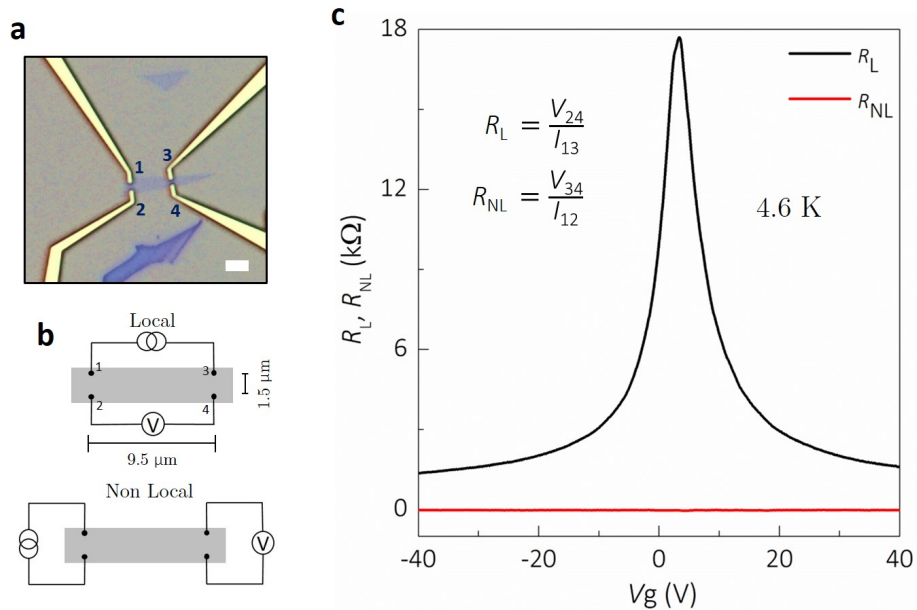 a
1
3
2
4
b
Local
1
3
2
4
V
1.5 μm
9.5 μm
Non Local
V
c
18
12
6
0
R_L, R_NL (kΩ)
R_L = V_24/I_13
R_NL = V_34/I_12
R_L
R_NL
4.6 K
-40 -20 0 20 40
Vg (V)